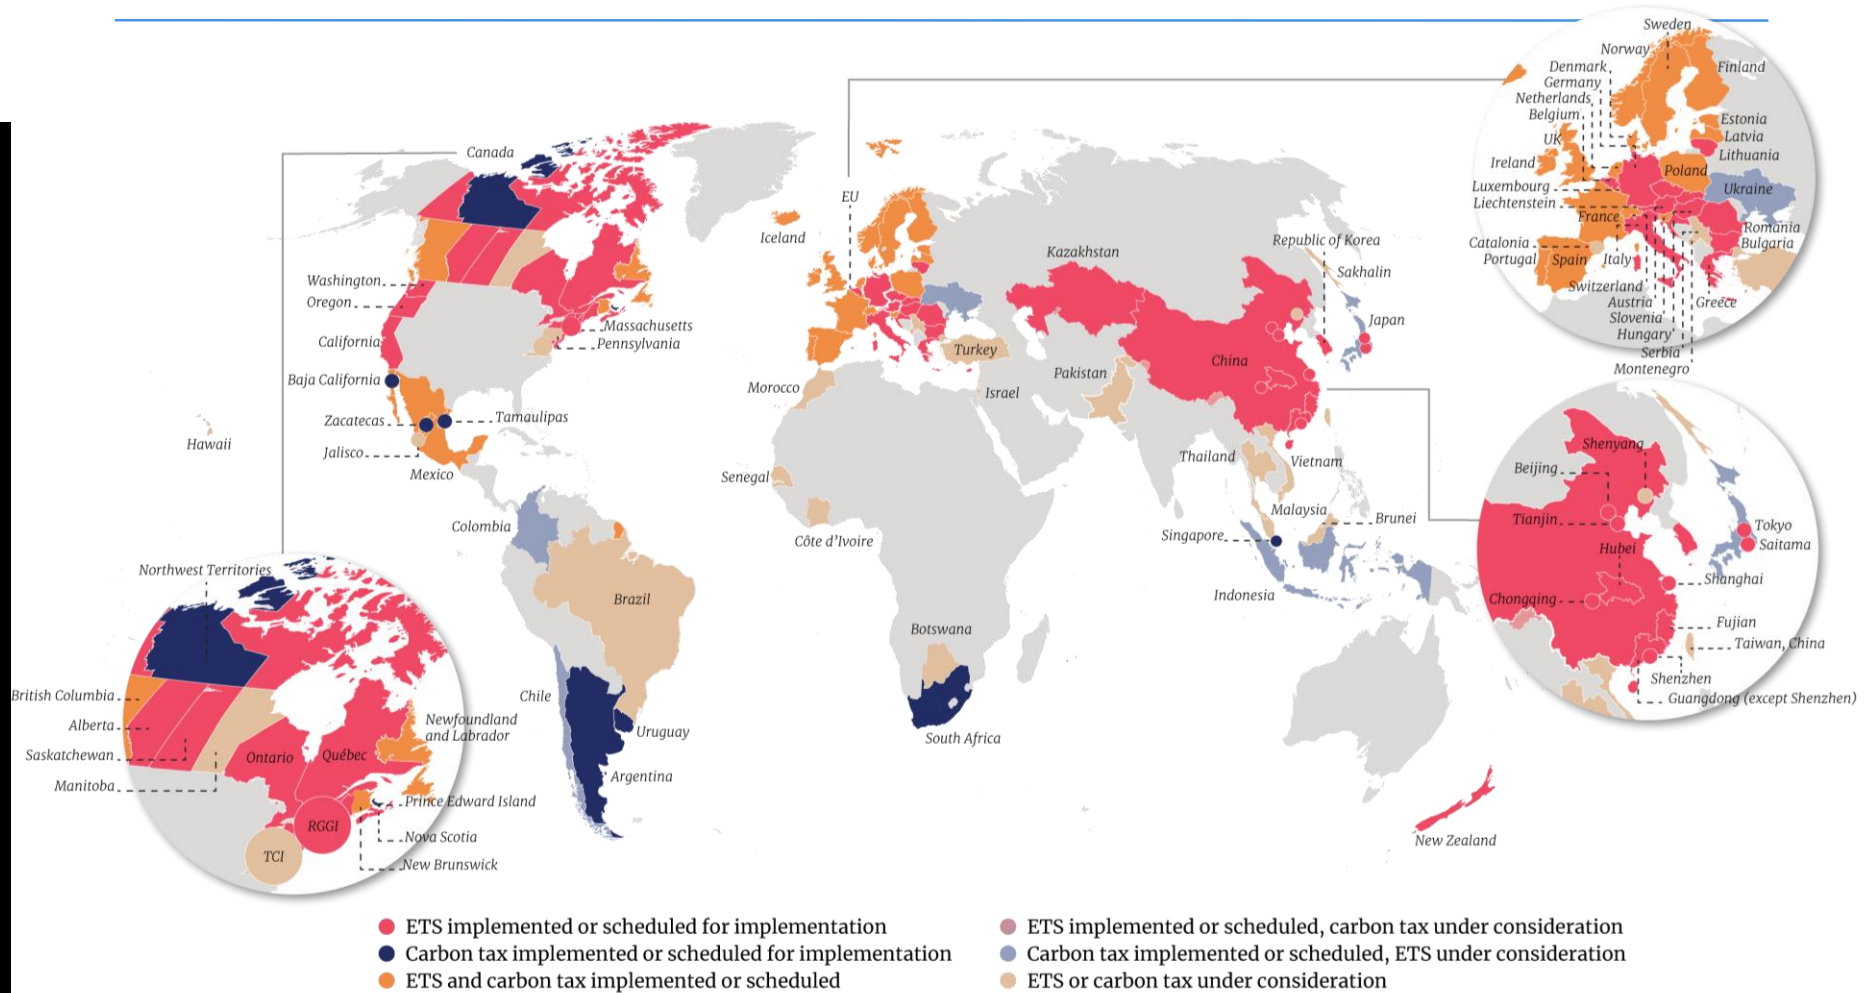 Sweden
Norway
Denmark
Finland
Germany
Netherlands
Belgium
Estonia
UK
Latvia
Ireland
Lithuania
Poland
Luxembourg
Ukraine
Liechtenstein
France
Romania
Catalonia
Bulgaria
Portugal
Spain
Italy
Switzerland
Austria
Greece
Slovenia
Hungary
Serbia
Montenegro
Canada
EU
Iceland
Kazakhstan
Republic of Korea
Sakhalin
Washington
Oregon
Massachusetts
Japan
California
Pennsylvania
Turkey
China
Baja California
Morocco
Israel
Pakistan
Zacatecas
Tamaulipas
Hawaii
Jalisco
Mexico
Senegal
Thailand
Vietnam
Colombia
Côte d’Ivoire
Malaysia
Brunei
Singapore
Indonesia
Brazil
Botswana
Chile
Uruguay
South Africa
Argentina
New Zealand
Shenyang
Beijing
Tianjin
Tokyo
Hubei
Saitama
Shanghai
Chongqing
Fujian
Taiwan, China
Shenzhen
Guangdong (except Shenzhen)
Northwest Territories
British Columbia
Alberta
Newfoundland
and Labrador
Saskatchewan
Ontario
Québec
Manitoba
Prince Edward Island
RGGI
Nova Scotia
TCI
New Brunswick
ETS implemented or scheduled for implementation
Carbon tax implemented or scheduled for implementation
ETS and carbon tax implemented or scheduled
ETS implemented or scheduled, carbon tax under consideration
Carbon tax implemented or scheduled, ETS under consideration
ETS or carbon tax under consideration